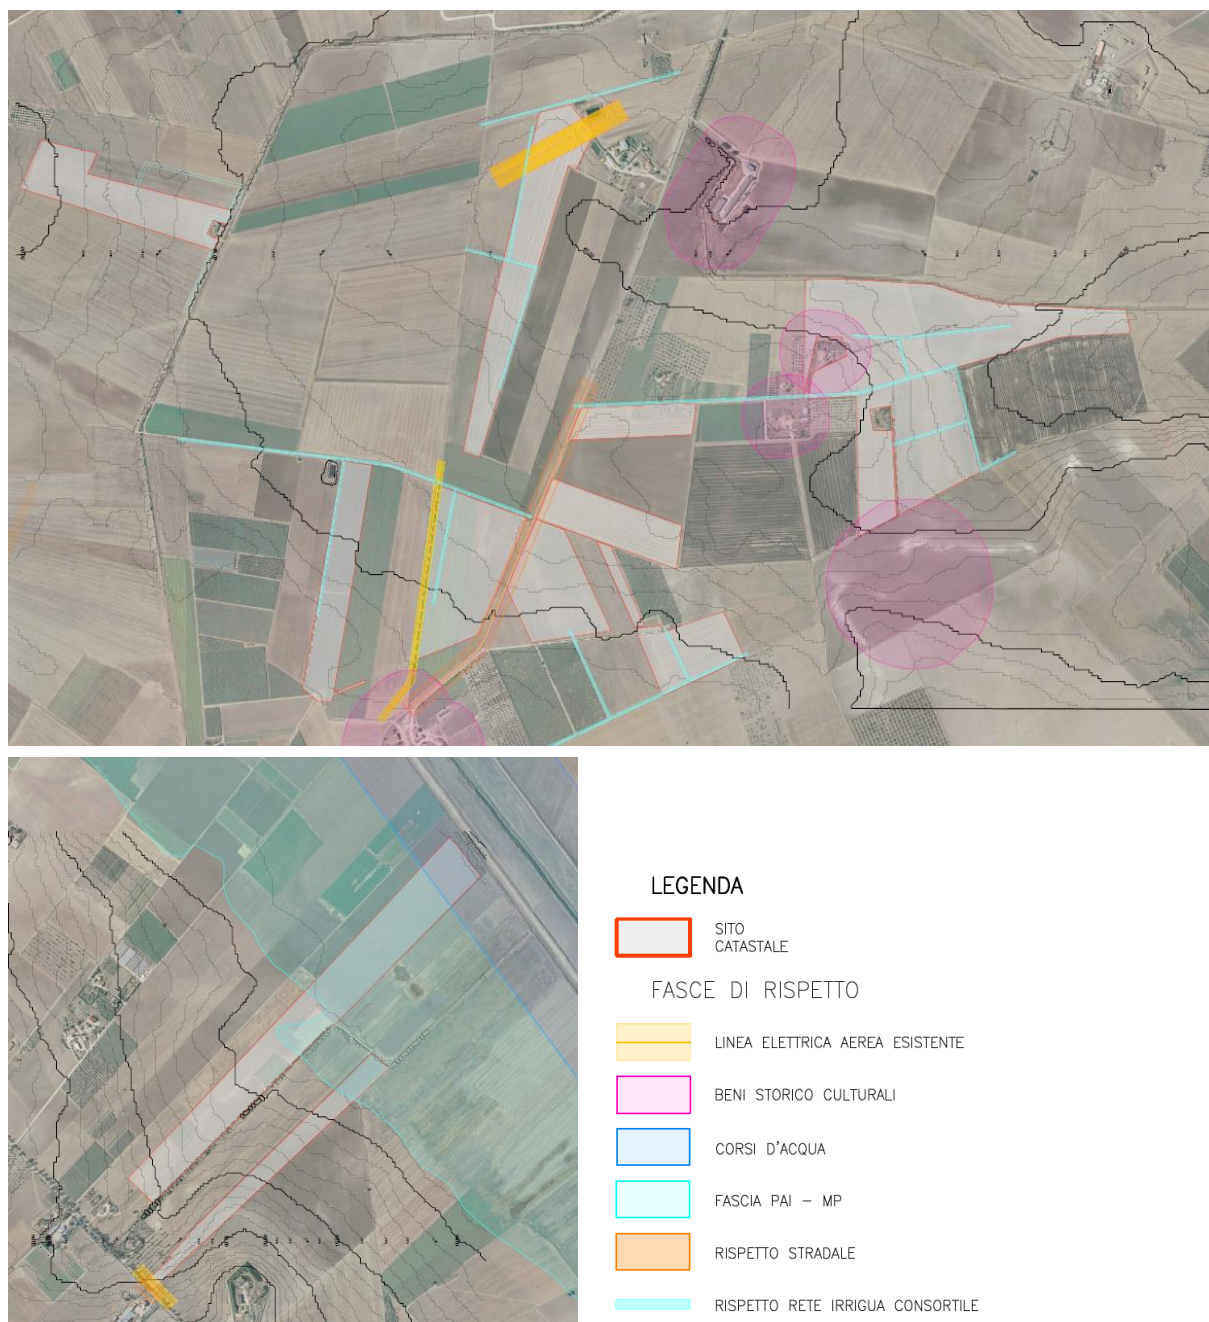 LEGENDA
SITO
CATASTALE
FASCE DI RISPETTO
LINEA ELETTRICA AEREA ESISTENTE
BENI STORICO CULTURALI
CORSI D'ACQUA
FASCIA PAI – MP
RISPETTO STRADALE
RISPETTO RETE IRRIGUA CONSORTILE